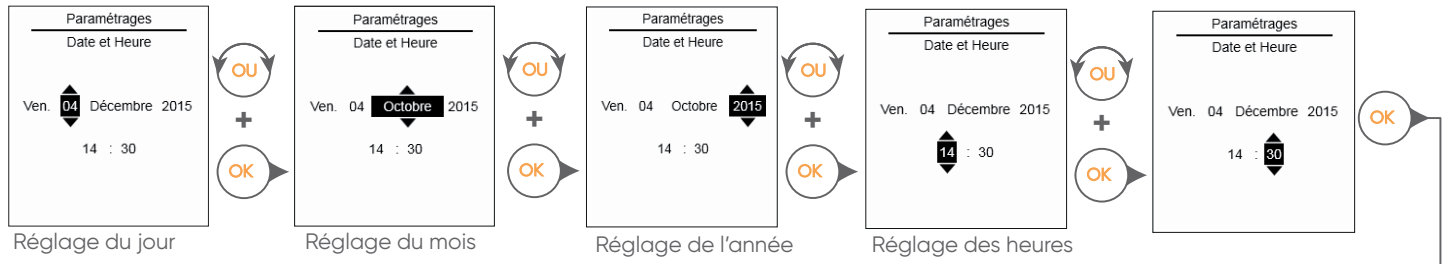 Paramétrages
Date et Heure
Ven. 04 Décembre 2015
14 : 30
Réglage du jour
OU
+
OK
Paramétrages
Date et Heure
Ven. 04 Octobre 2015
14 : 30
Réglage du mois
OU
+
OK
Paramétrages
Date et Heure
Ven. 04 Octobre 2015
14 : 30
Réglage de l'année
OU
+
OK
Paramétrages
Date et Heure
Ven. 04 Décembre 2015
14 : 30
Réglage des heures
OU
+
OK
Paramétrages
Date et Heure
Ven. 04 Décembre 2015
14 : 30
OK